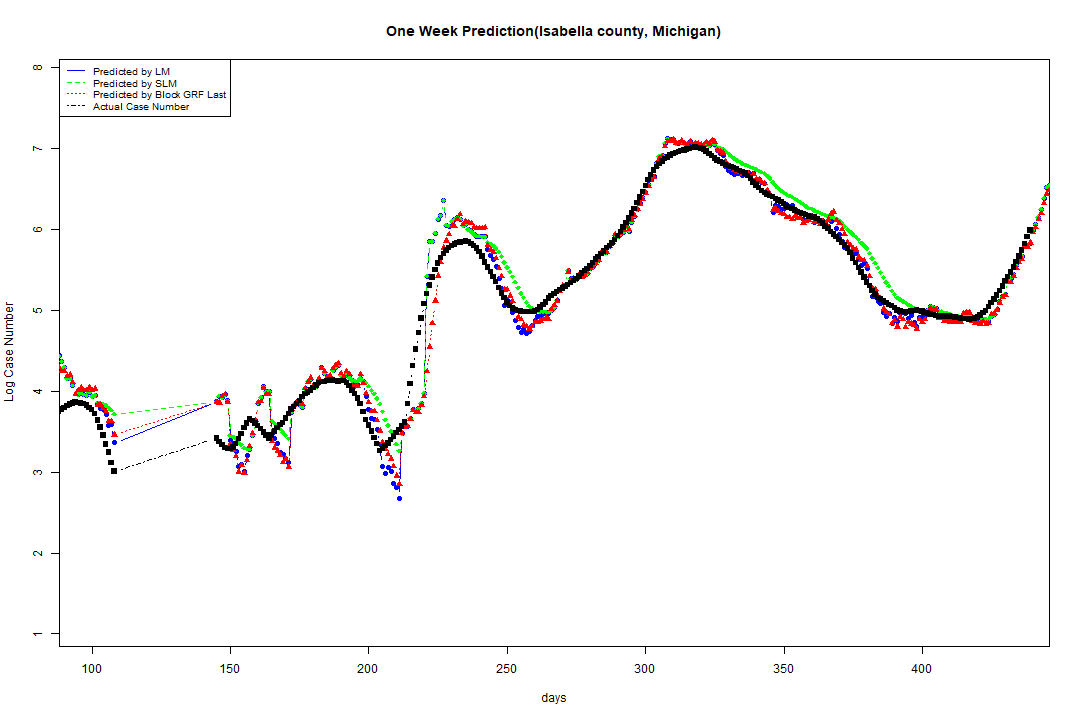 One Week Prediction(Isabella county, Michigan)
Predicted by LM
Predicted by SLM
Predicted by Block GRF Last
Actual Case Number
8
7
6
5
4
3
2
1
Log Case Number
100 150 200 250 300 350 400
days